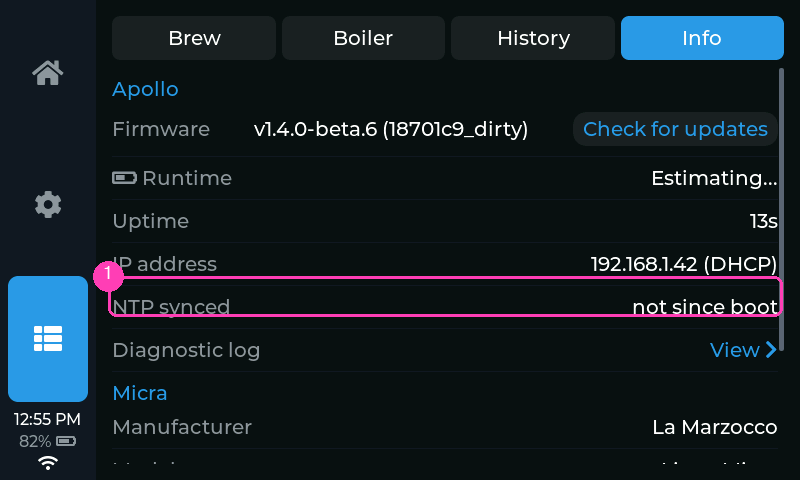 Brew Boiler History Info
Apollo
Firmware v1.4.0-beta.6 (18701c9_dirty) Check for updates
Runtime Estimating...
Uptime 13s
IP address 192.168.1.42 (DHCP)
1
NTP synced not since boot
Diagnostic log View
Micra
Manufacturer La Marzocco
12:55 PM
82%